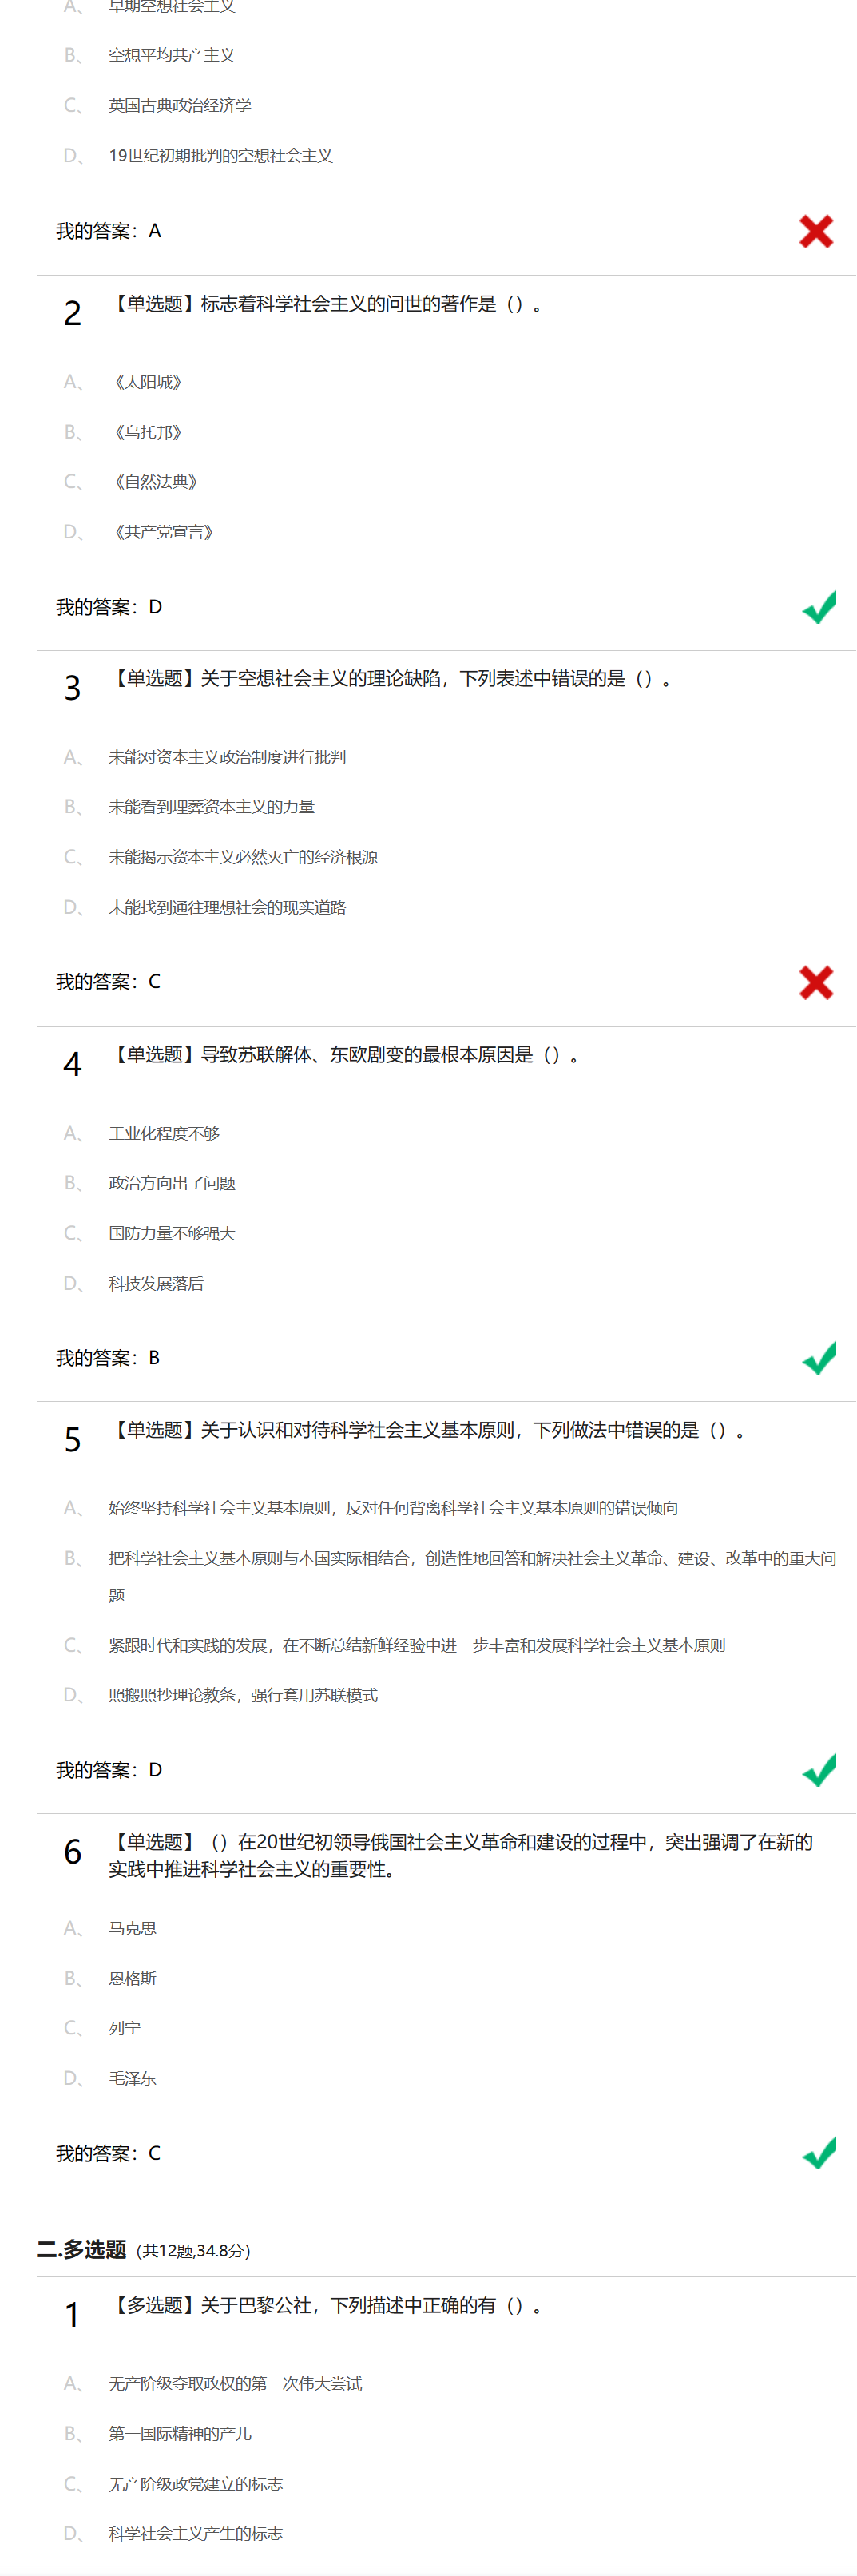 A、 早期空想社会主义
B、 空想平均共产主义
C、 英国古典政治经济学
D、 19世纪初期批判的空想社会主义
我的答案：A
2 【单选题】标志着科学社会主义的问世的著作是（）。
A、 《太阳城》
B、 《乌托邦》
C、 《自然法典》
D、 《共产党宣言》
我的答案：D
3 【单选题】关于空想社会主义的理论缺陷，下列表述中错误的是（）。
A、 未能对资本主义政治制度进行批判
B、 未能看到埋葬资本主义的力量
C、 未能揭示资本主义必然灭亡的经济根源
D、 未能找到通往理想社会的现实道路
我的答案：C
4 【单选题】导致苏联解体、东欧剧变的最根本原因是（）。
A、 工业化程度不够
B、 政治方向出了问题
C、 国防力量不够强大
D、 科技发展落后
我的答案：B
5 【单选题】关于认识和对待科学社会主义基本原则，下列做法中错误的是（）。
A、 始终坚持科学社会主义基本原则，反对任何背离科学社会主义基本原则的错误倾向
B、 把科学社会主义基本原则与本国实际相结合，创造性地回答和解决社会主义革命、建设、改革中的重大问
题
C、 紧跟时代和实践的发展，在不断总结新鲜经验中进一步丰富和发展科学社会主义基本原则
D、 照搬照抄理论教条，强行套用苏联模式
我的答案：D
6 【单选题】（）在20世纪初领导俄国社会主义革命和建设的过程中，突出强调了在新的
实践中推进科学社会主义的重要性。
A、 马克思
B、 恩格斯
C、 列宁
D、 毛泽东
我的答案：C
二.多选题（共12题,34.8分）
1 【多选题】关于巴黎公社，下列描述中正确的有（）。
A、 无产阶级夺取政权的第一次伟大尝试
B、 第一国际精神的产儿
C、 无产阶级政党建立的标志
D、 科学社会主义产生的标志